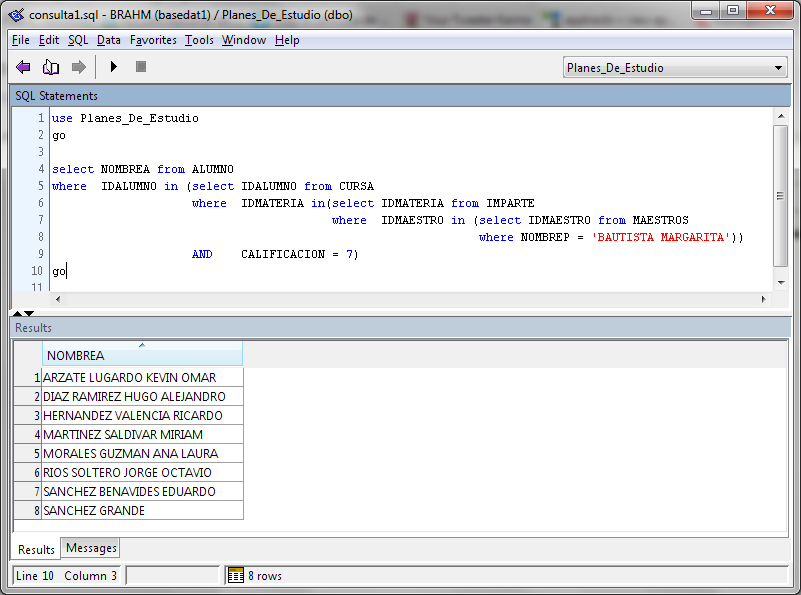 consulta1.sql - BRAHM (basedat1) / Planes_De_Estudio (dbo)
File Edit SQL Data Favorites Tools Window Help
Planes_De_Estudio
SQL Statements
1 use Planes_De_Estudio
2 go
3
4 select NOMBREA from ALUMNO
5 where IDALUMNO in (select IDALUMNO from CURSA
6 where IDMATERIA in(select IDMATERIA from IMPARTE
7 where IDMAESTRO in (select IDMAESTRO from MAESTROS
8 where NOMBREP = 'BAUTISTA MARGARITA'))
9 AND CALIFICACION = 7)
10 go
11
Results
NOMBREA
1 ARZATE LUGARDO KEVIN OMAR
2 DIAZ RAMIREZ HUGO ALEJANDRO
3 HERNANDEZ VALENCIA RICARDO
4 MARTINEZ SALDIVAR MIRIAM
5 MORALES GUZMAN ANA LAURA
6 RIOS SOLTERO JORGE OCTAVIO
7 SANCHEZ BENAVIDES EDUARDO
8 SANCHEZ GRANDE
Results Messages
Line 10 Column 3 8 rows